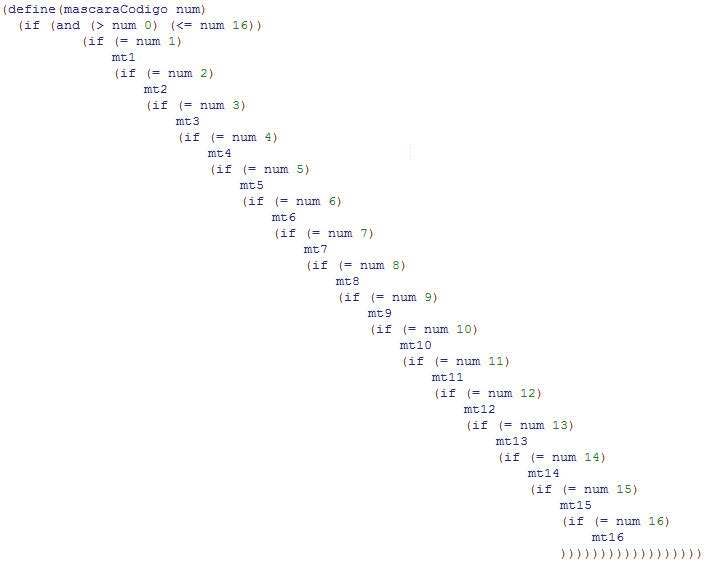 (define(mascaraCodigo num)
(if (and (> num 0) (<= num 16))
(if (= num 1)
mt1
(if (= num 2)
mt2
(if (= num 3)
mt3
(if (= num 4)
mt4
(if (= num 5)
mt5
(if (= num 6)
mt6
(if (= num 7)
mt7
(if (= num 8)
mt8
(if (= num 9)
mt9
(if (= num 10)
mt10
(if (= num 11)
mt11
(if (= num 12)
mt12
(if (= num 13)
mt13
(if (= num 14)
mt14
(if (= num 15)
mt15
(if (= num 16)
mt16
))))))))))))))))))